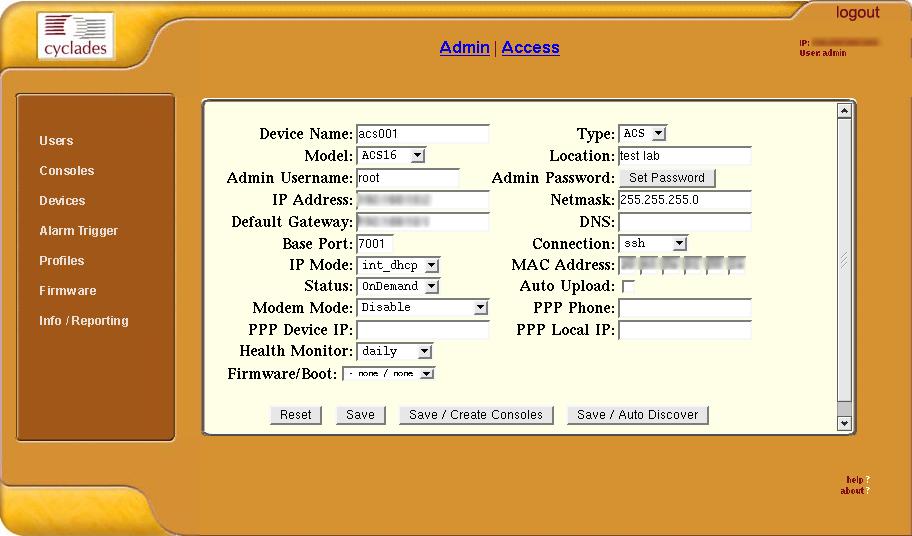 cyclades
logout
Admin | Access
IP:
User: admin
Users
Consoles
Devices
Alarm Trigger
Profiles
Firmware
Info / Reporting
Device Name: acs001 Type: ACS
Model: ACS16 Location: test lab
Admin Username: root Admin Password: Set Password
IP Address: Netmask: 255.255.255.0
Default Gateway: DNS:
Base Port: 7001 Connection: ssh
IP Mode: int_dhcp MAC Address:
Status: OnDemand Auto Upload:
Modem Mode: Disable PPP Phone:
PPP Device IP: PPP Local IP:
Health Monitor: daily
Firmware/Boot: - none / none
Reset Save Save / Create Consoles Save / Auto Discover
help ?
about ?